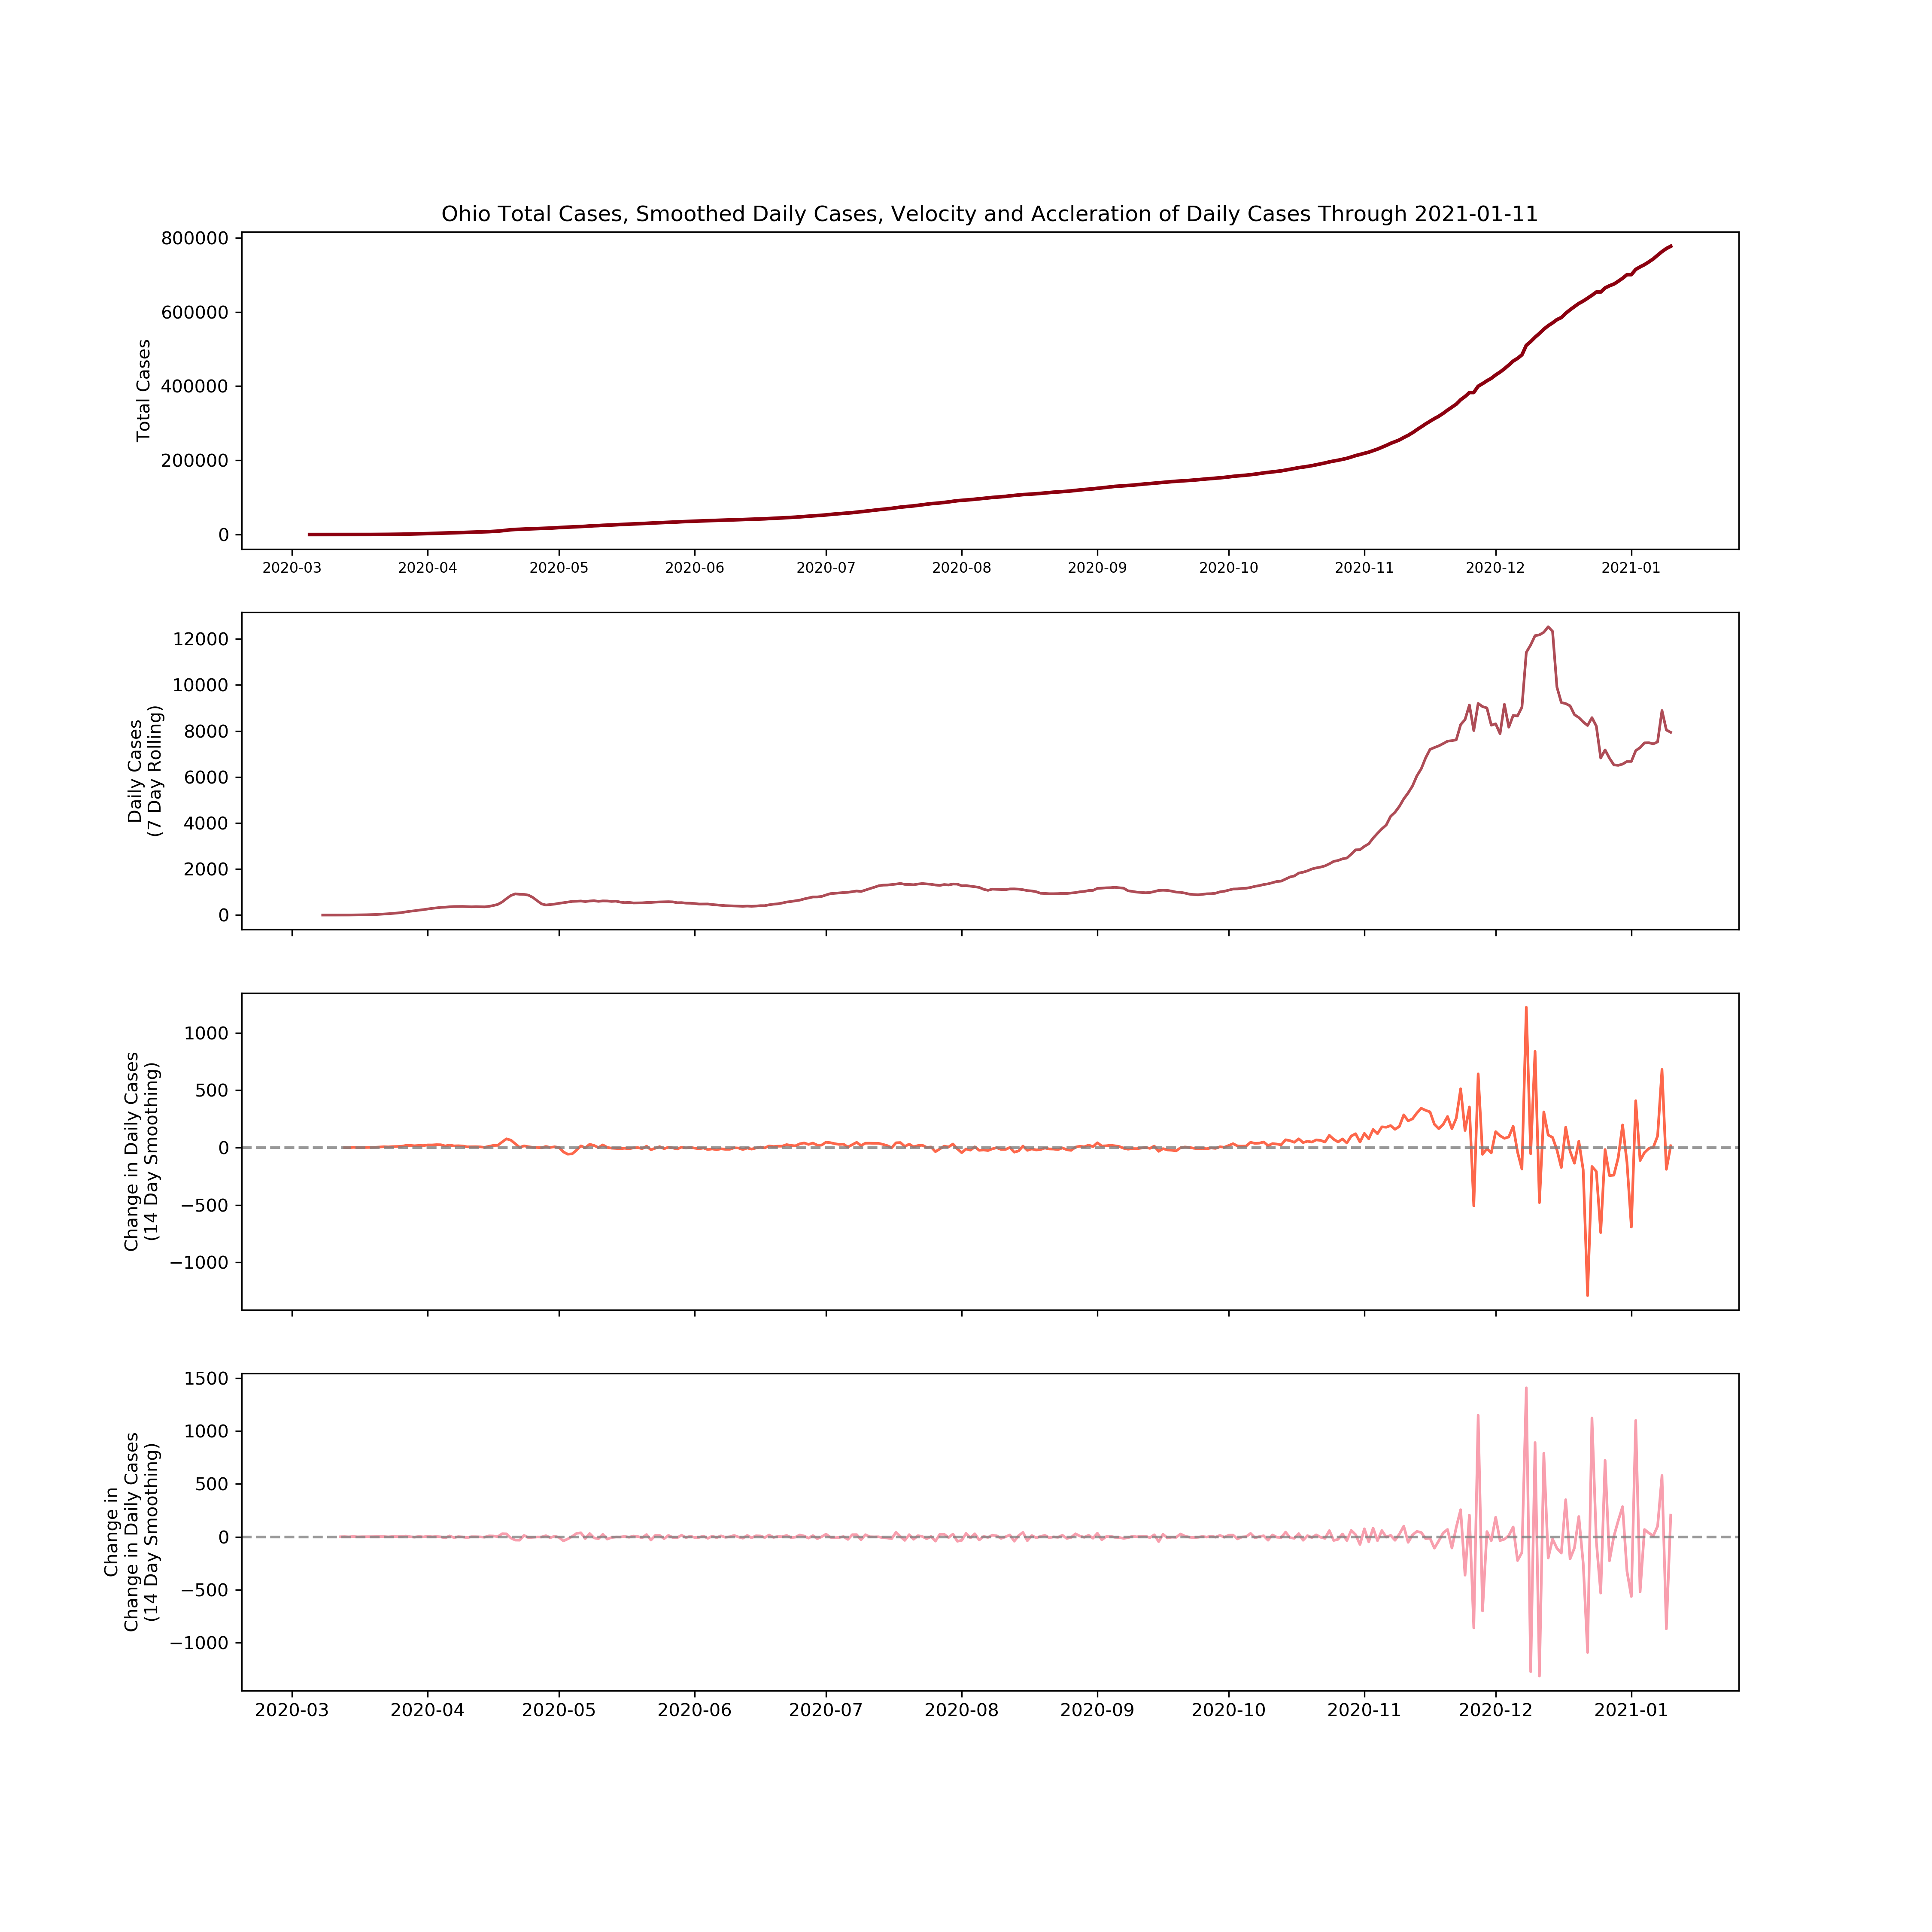 Ohio Total Cases, Smoothed Daily Cases, Velocity and Accleration of Daily Cases Through 2021-01-11
800000
600000
400000
200000
0
Total Cases
2020-03 2020-04 2020-05 2020-06 2020-07 2020-08 2020-09 2020-10 2020-11 2020-12 2021-01
12000
10000
8000
6000
4000
2000
0
Daily Cases
(7 Day Rolling)
1000
500
0
−500
−1000
Change in Daily Cases
(14 Day Smoothing)
1500
1000
500
0
−500
−1000
Change in
Change in Daily Cases
(14 Day Smoothing)
2020-03 2020-04 2020-05 2020-06 2020-07 2020-08 2020-09 2020-10 2020-11 2020-12 2021-01